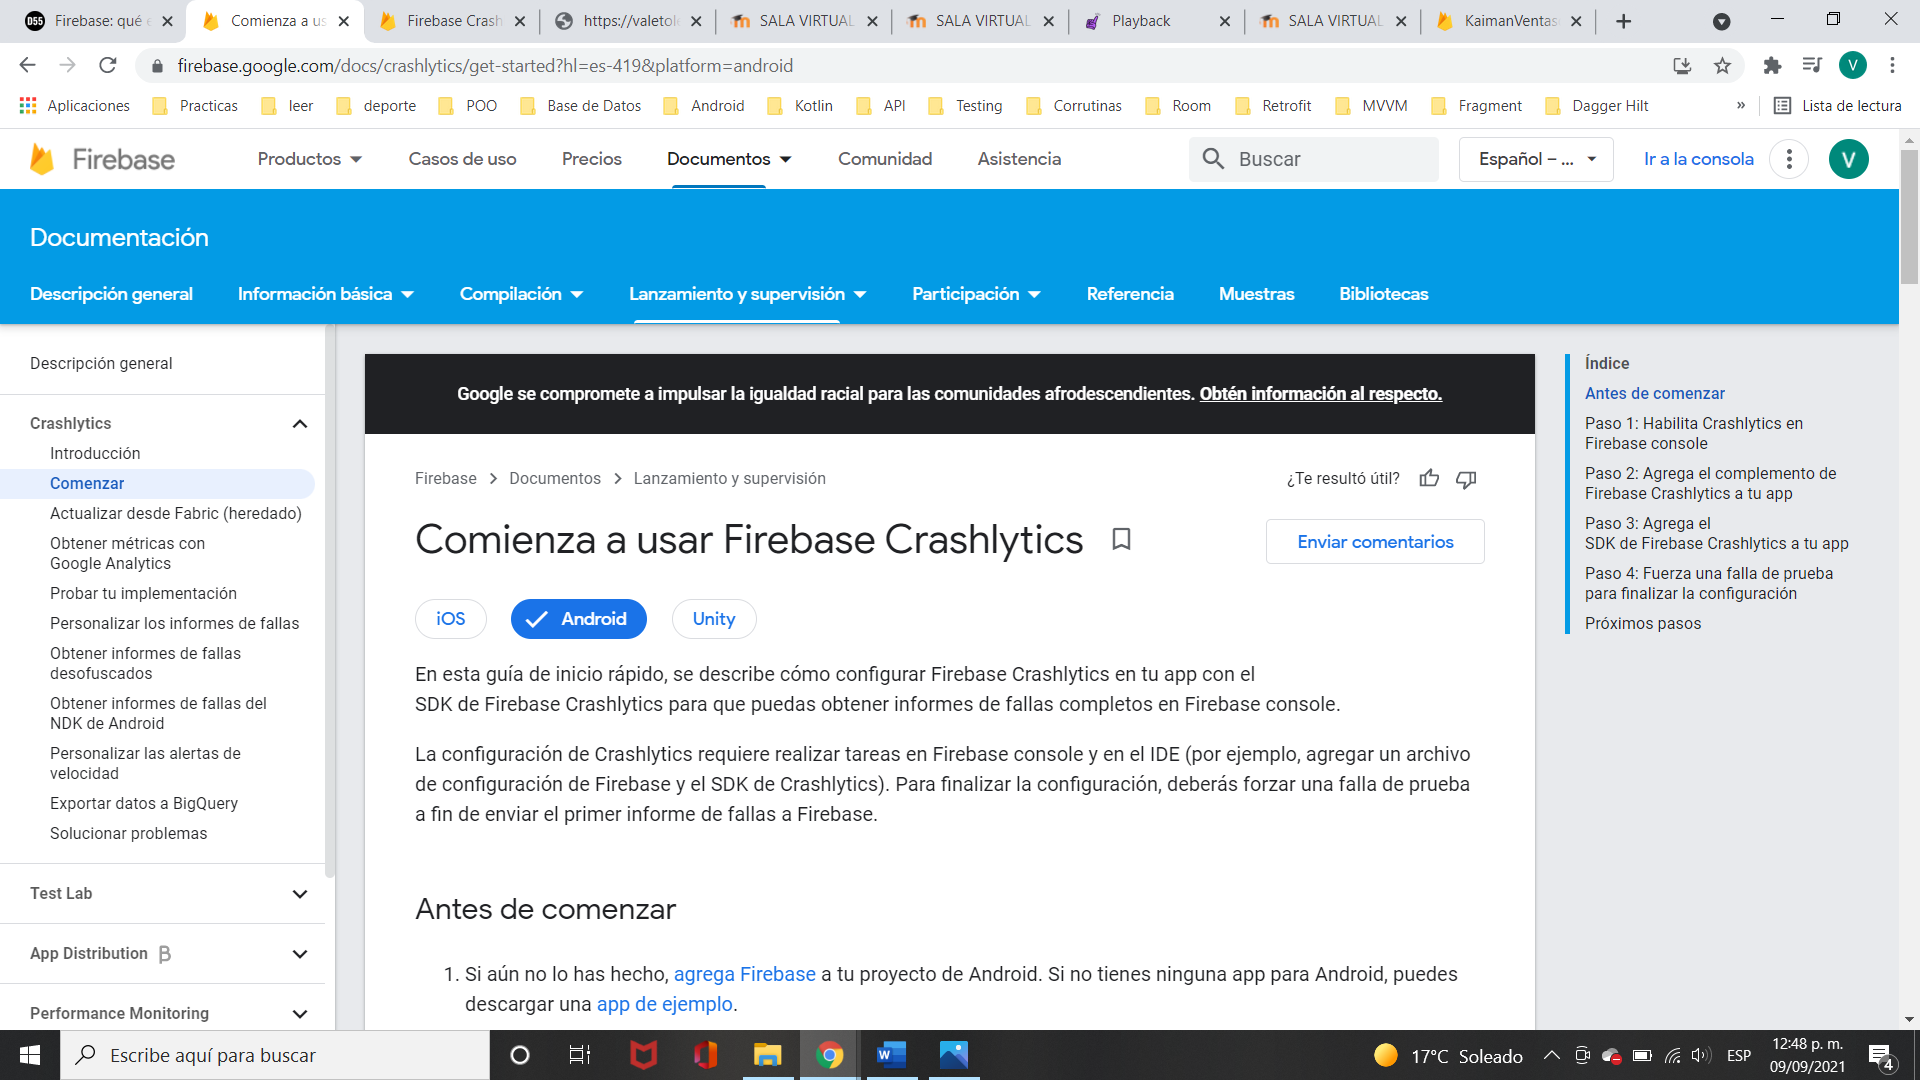 Firebase: qué
Comienza a us
Firebase Crash
https://valetol
SALA VIRTUAL
SALA VIRTUAL
Playback
SALA VIRTUAL
KaimanVentas
firebase.google.com/docs/crashlytics/get-started?hl=es-419&platform=android
V
Aplicaciones
Practicas
leer
deporte
POO
Base de Datos
Android
Kotlin
API
Testing
Corrutinas
Room
Retrofit
MVVM
Fragment
Dagger Hilt
»
Lista de lectura
Firebase
Productos
Casos de uso
Precios
Documentos
Comunidad
Asistencia
Buscar
Español – ...
Ir a la consola
V
Documentación
Descripción general
Información básica
Compilación
Lanzamiento y supervisión
Participación
Referencia
Muestras
Bibliotecas
Descripción general
Crashlytics
Introducción
Comenzar
Actualizar desde Fabric (heredado)
Obtener métricas con
Google Analytics
Probar tu implementación
Personalizar los informes de fallas
Obtener informes de fallas
desofuscados
Obtener informes de fallas del
NDK de Android
Personalizar las alertas de
velocidad
Exportar datos a BigQuery
Solucionar problemas
Test Lab
App Distribution β
Performance Monitoring
Google se compromete a impulsar la igualdad racial para las comunidades afrodescendientes. Obtén información al respecto.
Firebase > Documentos > Lanzamiento y supervisión
¿Te resultó útil?
Comienza a usar Firebase Crashlytics
Enviar comentarios
iOS
Android
Unity
En esta guía de inicio rápido, se describe cómo configurar Firebase Crashlytics en tu app con el
SDK de Firebase Crashlytics para que puedas obtener informes de fallas completos en Firebase console.
La configuración de Crashlytics requiere realizar tareas en Firebase console y en el IDE (por ejemplo, agregar un archivo
de configuración de Firebase y el SDK de Crashlytics). Para finalizar la configuración, deberás forzar una falla de prueba
a fin de enviar el primer informe de fallas a Firebase.
Antes de comenzar
1. Si aún no lo has hecho, agrega Firebase a tu proyecto de Android. Si no tienes ninguna app para Android, puedes
descargar una app de ejemplo.
Índice
Antes de comenzar
Paso 1: Habilita Crashlytics en
Firebase console
Paso 2: Agrega el complemento de
Firebase Crashlytics a tu app
Paso 3: Agrega el
SDK de Firebase Crashlytics a tu app
Paso 4: Fuerza una falla de prueba
para finalizar la configuración
Próximos pasos
Escribe aquí para buscar
17°C Soleado
ESP
12:48 p. m.
09/09/2021
4